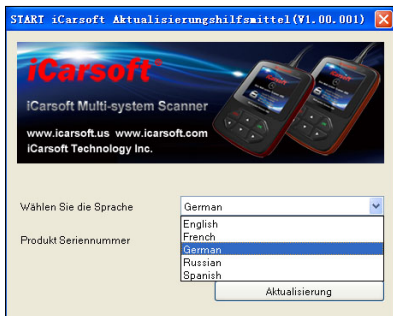 START iCarsoft Aktualisierungshilfsmittel(V1.00.001)
iCarsoft
iCarsoft Multi-system Scanner
www.icarsoft.us www.icarsoft.com
iCarsoft Technology Inc.
Wählen Sie die Sprache
German
English
French
German
Russian
Spanish
Produkt Seriennummer
Aktualisierung